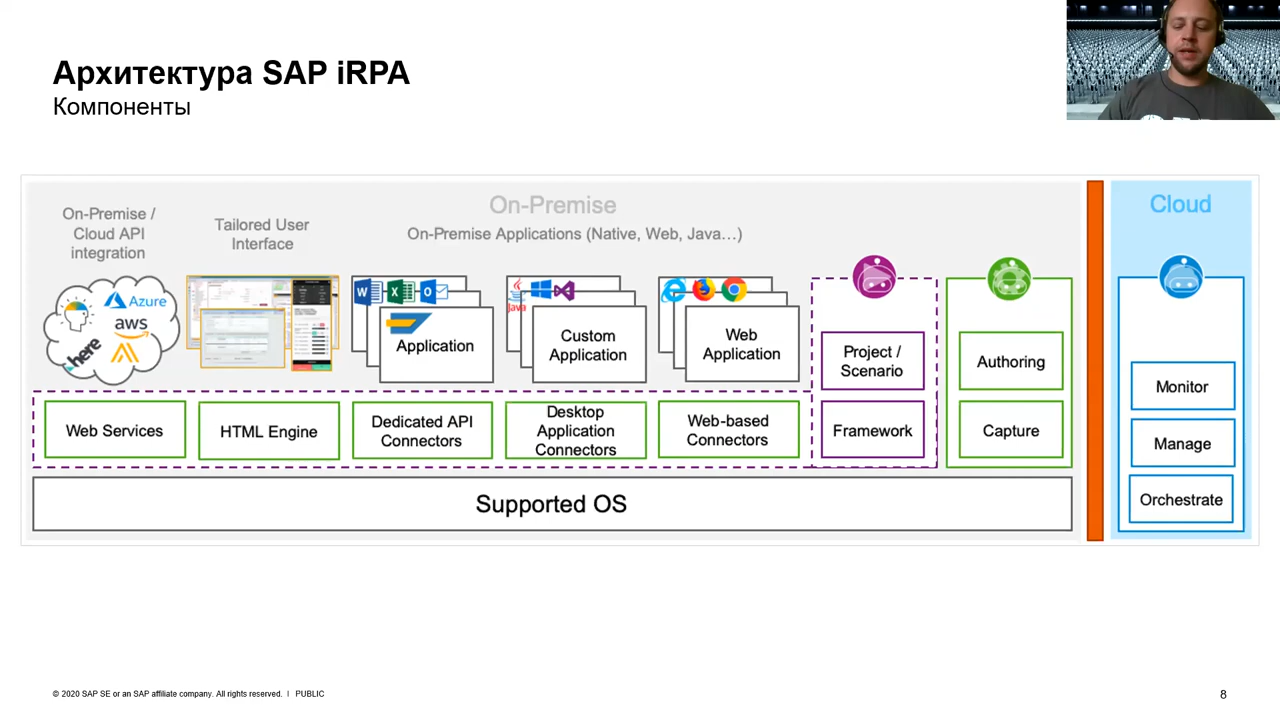 Архитектура SAP iRPA
Компоненты
On-Premise
Cloud
On-Premise /
Cloud API
integration
Tailored User
Interface
On-Premise Applications (Native, Web, Java…)
Azure
aws
here
Java
Application
Custom
Application
Web
Application
Project /
Scenario
Authoring
Monitor
Web Services
HTML Engine
Dedicated API
Connectors
Desktop
Application
Connectors
Web-based
Connectors
Framework
Capture
Manage
Orchestrate
Supported OS
© 2020 SAP SE or an SAP affiliate company. All rights reserved. | PUBLIC
8